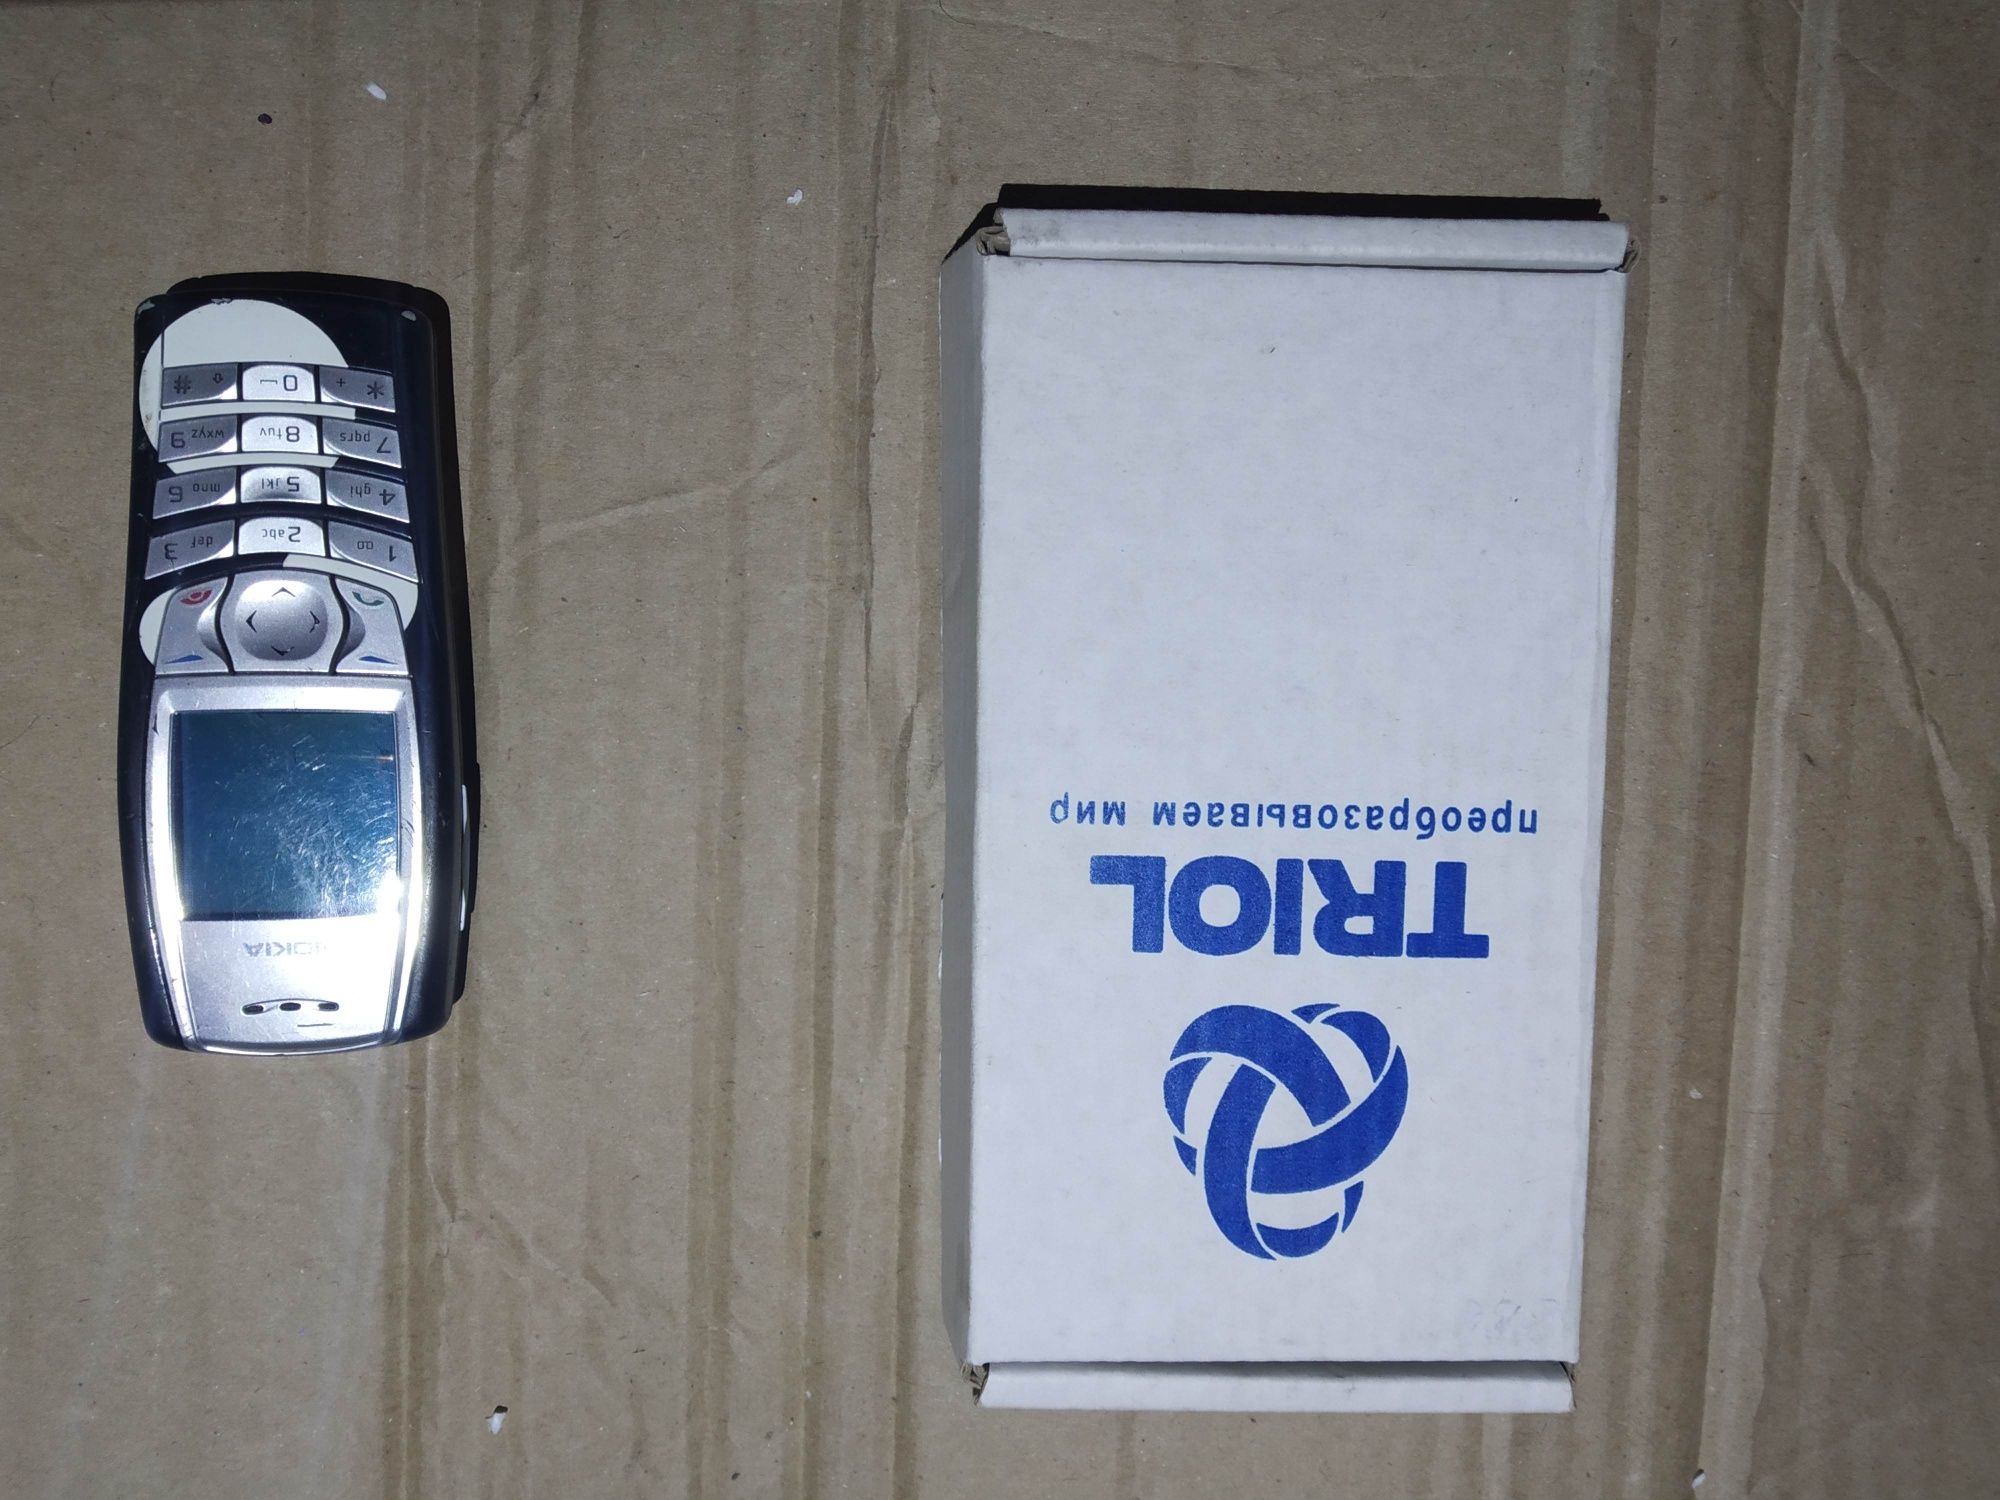 NOKIA
1
2 abc
3 def
4 ghi
5 jkl
6 mno
7 pqrs
8 tuv
9 wxyz
* +
0
#
TRIOL
преобразовываем мир